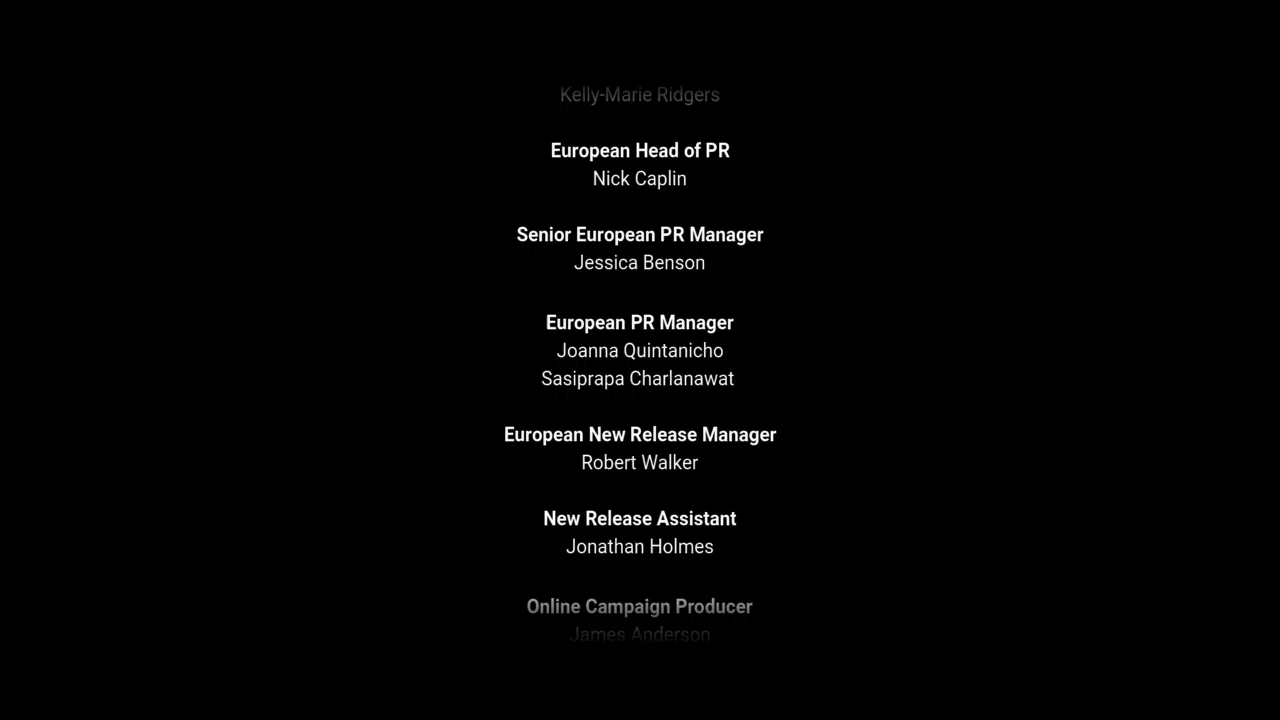 Kelly-Marie Ridgers
European Head of PR
Nick Caplin
Senior European PR Manager
Jessica Benson
European PR Manager
Joanna Quintanicho
Sasiprapa Charlanawat
European New Release Manager
Robert Walker
New Release Assistant
Jonathan Holmes
Online Campaign Producer
James Anderson